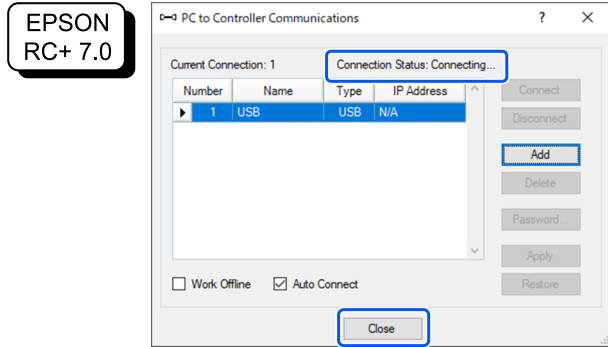 EPSON
RC+ 7.0
PC to Controller Communications
Current Connection: 1
Connection Status: Connecting...
Number Name Type IP Address
1 USB USB N/A
Connect
Disconnect
Add
Delete
Password...
Apply
Restore
Work Offline
Auto Connect
Close